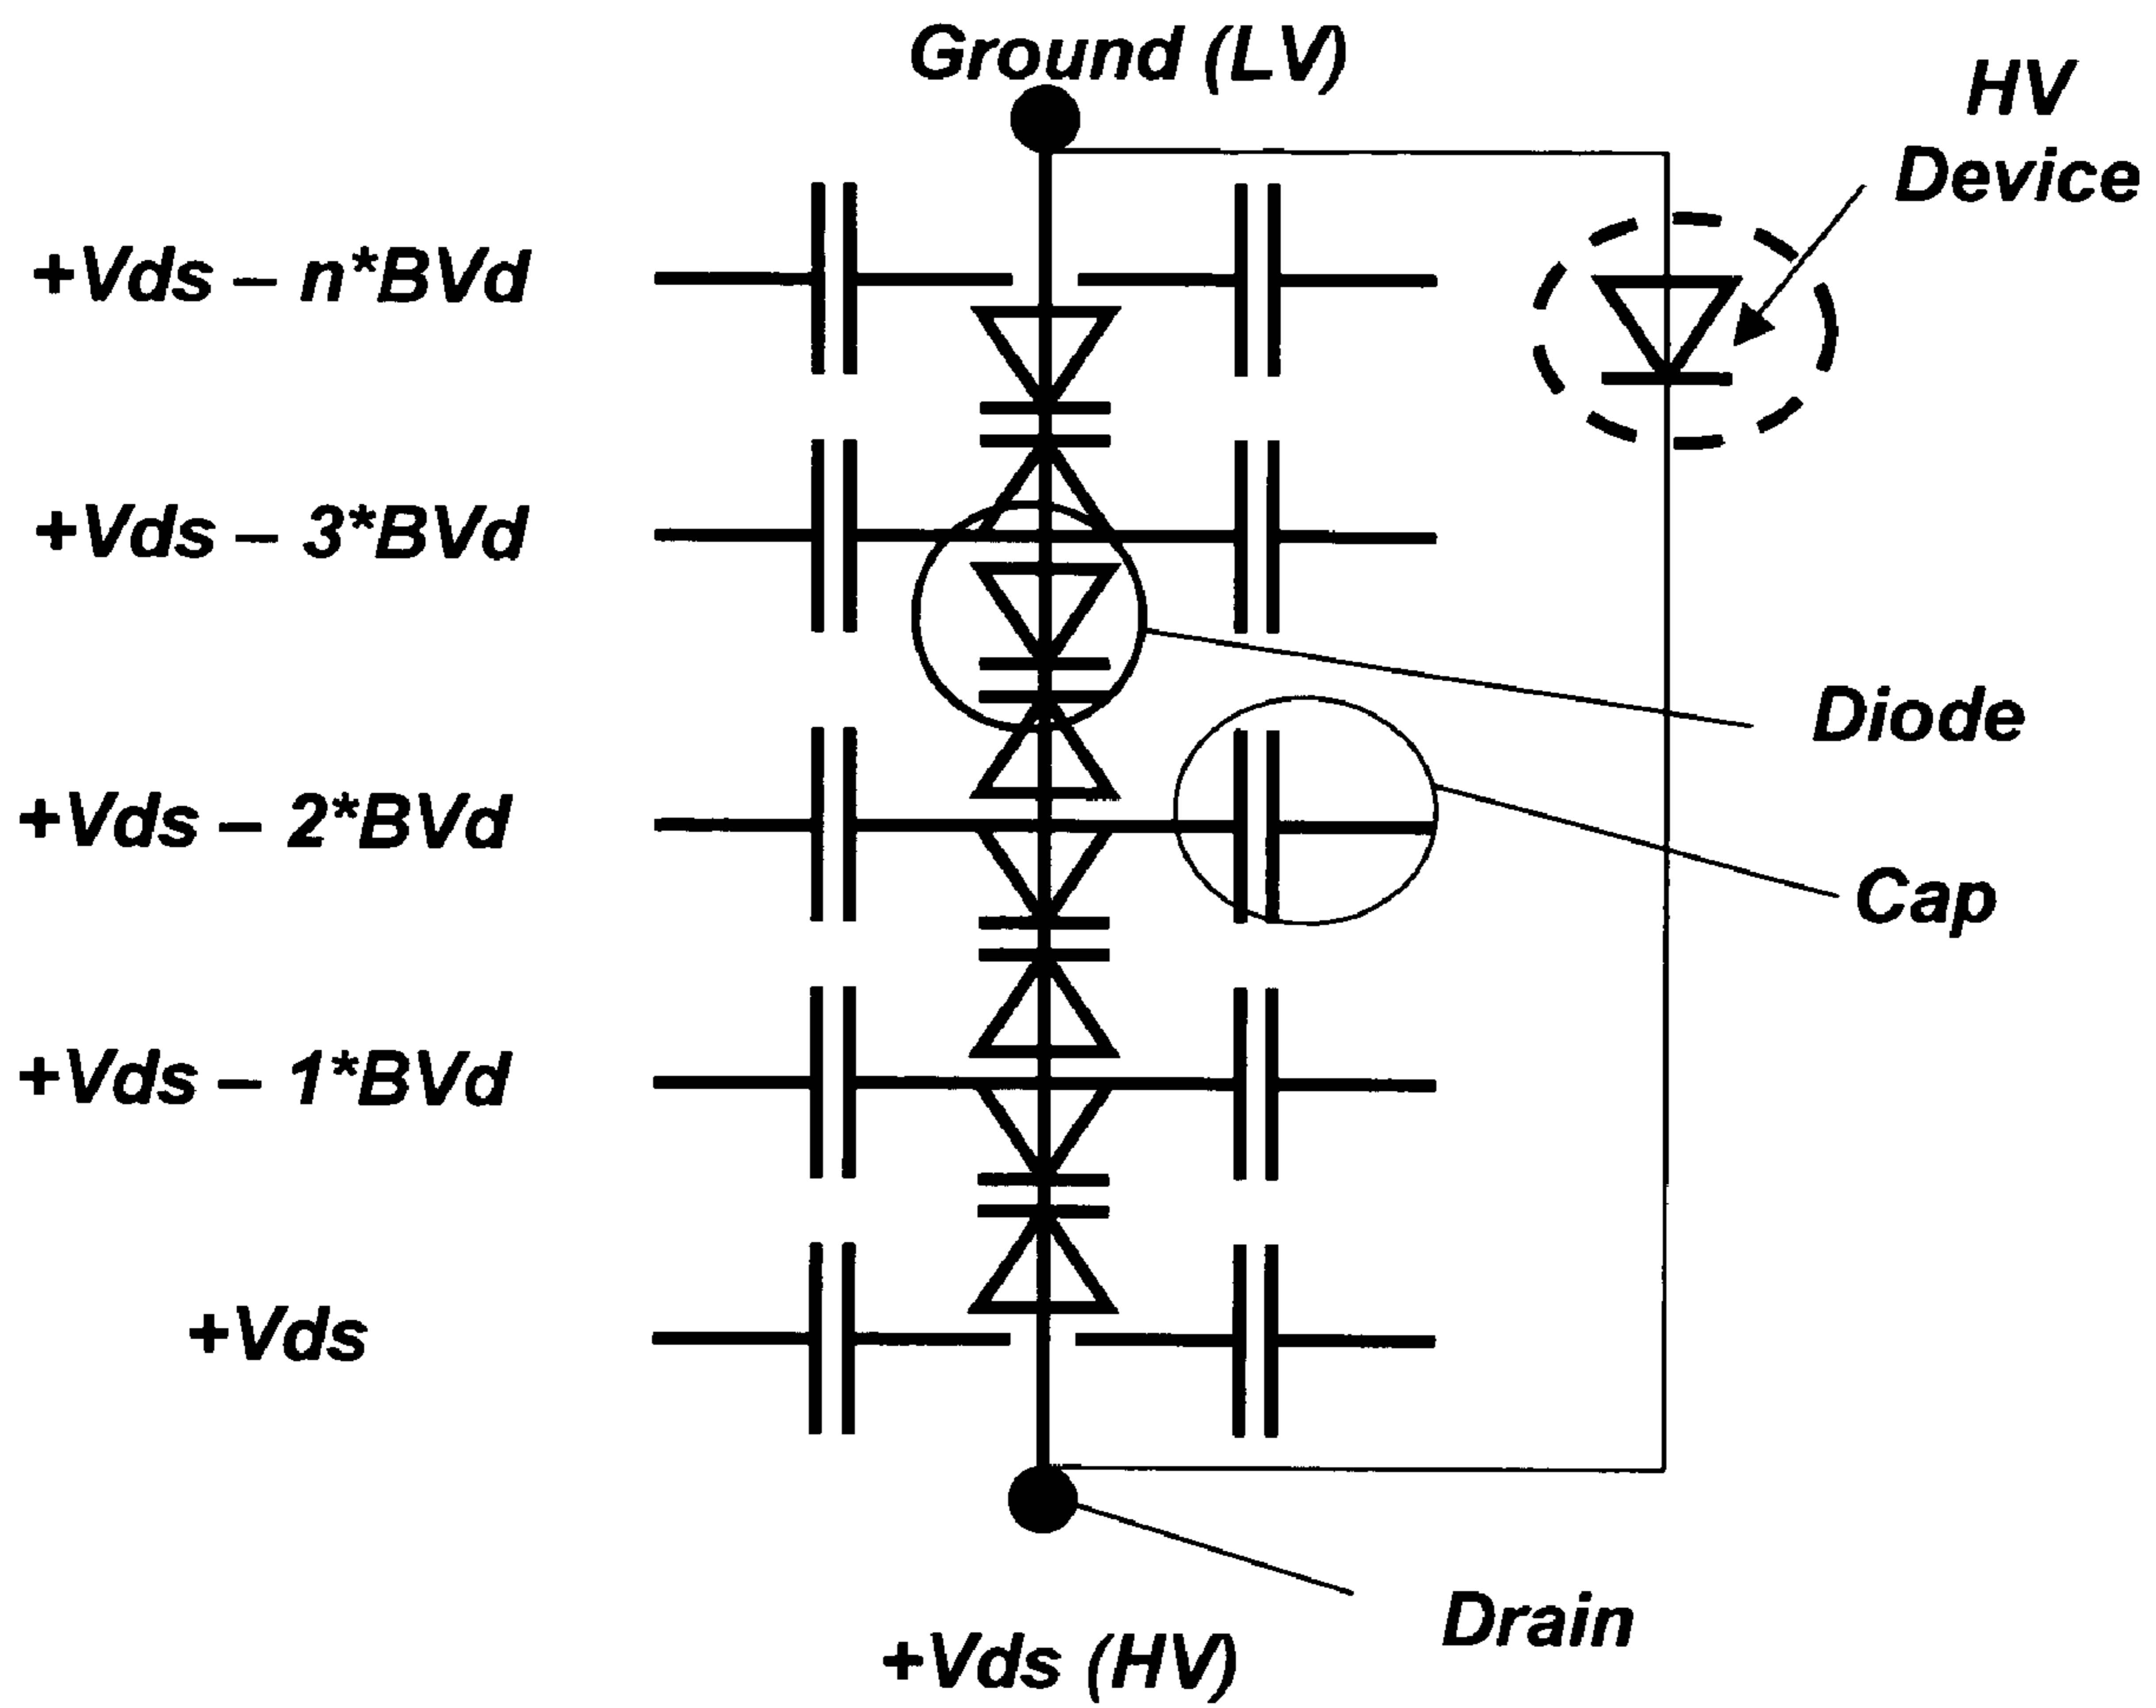 Ground (LV)
HV
Device
+Vds – n*BVd
+Vds – 3*BVd
Diode
+Vds – 2*BVd
Cap
+Vds – 1*BVd
+Vds
Drain
+Vds (HV)